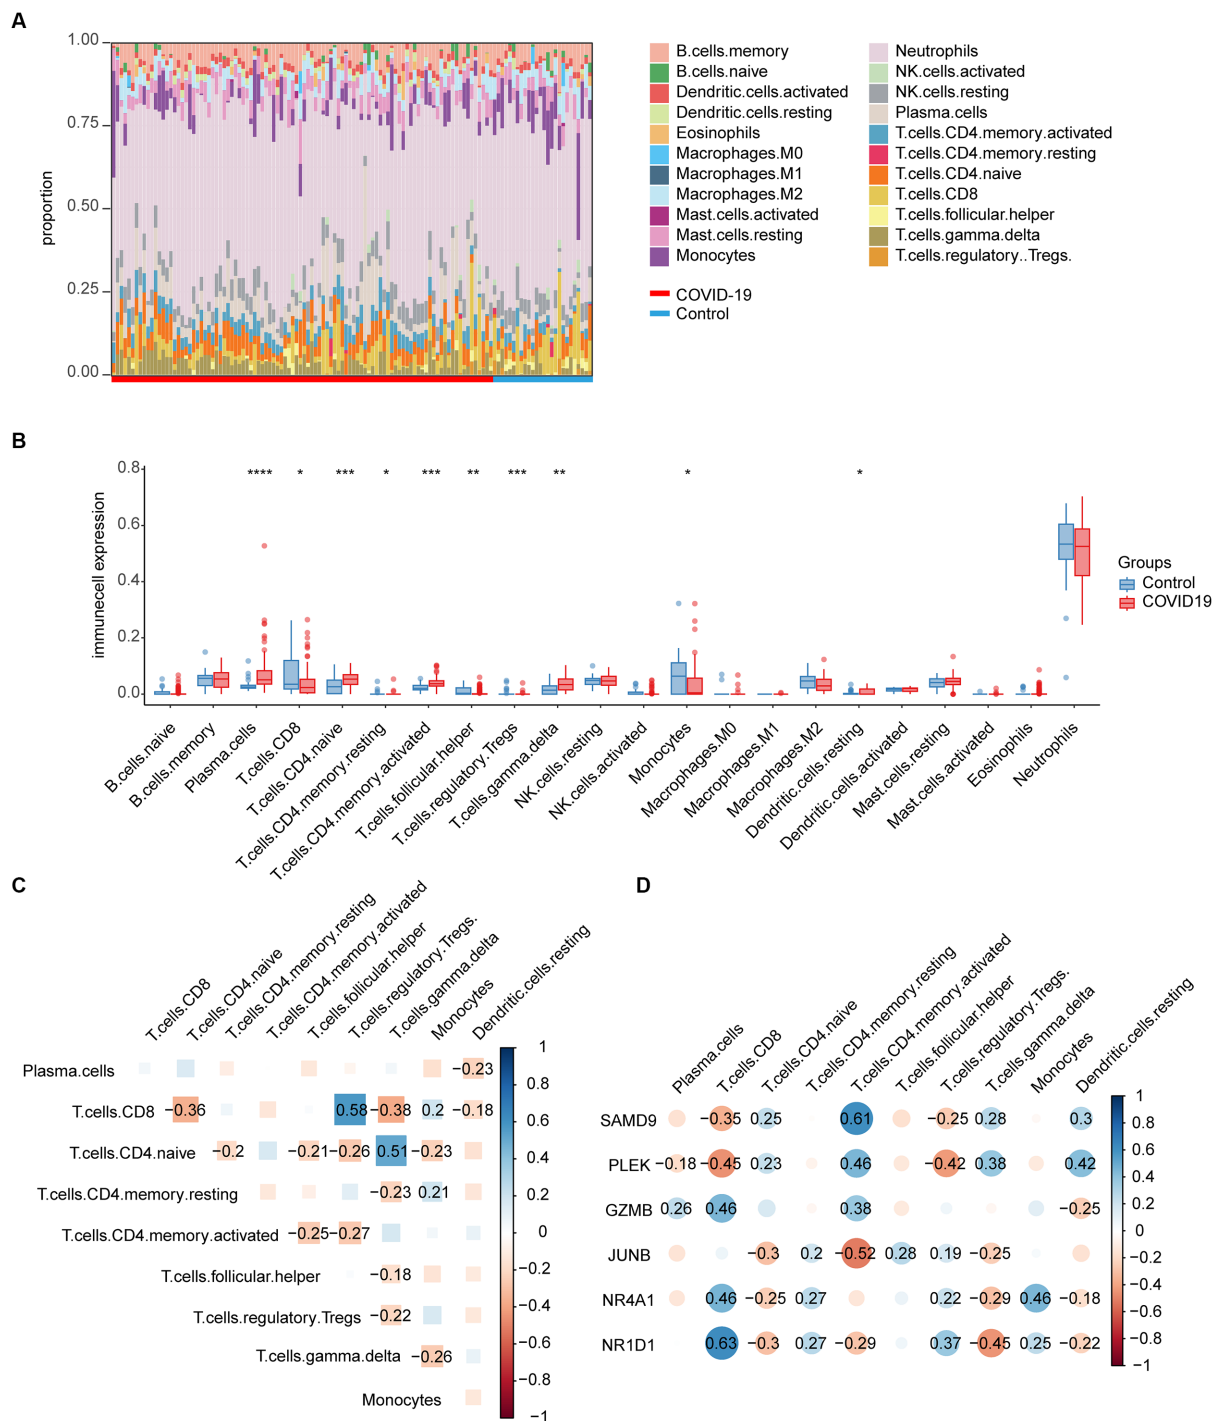 A
1.00
0.75
0.50
0.25
0.00
proportion
B.cells.memory
B.cells.naive
Dendritic.cells.activated
Dendritic.cells.resting
Eosinophils
Macrophages.M0
Macrophages.M1
Macrophages.M2
Mast.cells.activated
Mast.cells.resting
Monocytes
Neutrophils
NK.cells.activated
NK.cells.resting
Plasma.cells
T.cells.CD4.memory.activated
T.cells.CD4.memory.resting
T.cells.CD4.naive
T.cells.CD8
T.cells.follicular.helper
T.cells.gamma.delta
T.cells.regulatory..Tregs.
COVID-19
Control
B
0.8
0.6
0.4
0.2
0.0
immunecell expression
**** * *** * *** ** *** ** * *
Groups
Control
COVID19
B.cells.naive
B.cells.memory
Plasma.cells
T.cells.CD8
T.cells.CD4.naive
T.cells.CD4.memory.resting
T.cells.CD4.memory.activated
T.cells.follicular.helper
T.cells.regulatory.Tregs
T.cells.gamma.delta
NK.cells.resting
NK.cells.activated
Monocytes
Macrophages.M0
Macrophages.M1
Macrophages.M2
Dendritic.cells.resting
Dendritic.cells.activated
Mast.cells.resting
Mast.cells.activated
Eosinophils
Neutrophils
C
T.cells.CD8
T.cells.CD4.naive
T.cells.CD4.memory.resting
T.cells.CD4.memory.activated
T.cells.follicular.helper
T.cells.regulatory.Tregs.
T.cells.gamma.delta
Monocytes
Dendritic.cells.resting
Plasma.cells −0.23
T.cells.CD8 −0.36 0.58 −0.38 0.2 −0.18
T.cells.CD4.naive −0.2 −0.21 −0.26 0.51 −0.23
T.cells.CD4.memory.resting −0.23 0.21
T.cells.CD4.memory.activated −0.25 −0.27
T.cells.follicular.helper −0.18
T.cells.regulatory.Tregs −0.22
T.cells.gamma.delta −0.26
Monocytes
1
0.8
0.6
0.4
0.2
0
−0.2
−0.4
−0.6
−0.8
−1
D
Plasma.cells
T.cells.CD8
T.cells.CD4.naive
T.cells.CD4.memory.resting
T.cells.CD4.memory.activated
T.cells.follicular.helper
T.cells.regulatory.Tregs.
T.cells.gamma.delta
Monocytes
Dendritic.cells.resting
SAMD9 −0.35 0.25 0.61 −0.25 0.28 0.3
PLEK −0.18 −0.45 0.23 0.46 −0.42 0.38 0.42
GZMB 0.26 0.46 0.38 −0.25
JUNB −0.3 0.2 −0.52 0.28 0.19 −0.25
NR4A1 0.46 −0.25 0.27 0.22 −0.29 0.46 −0.18
NR1D1 0.63 −0.3 0.27 −0.29 0.37 −0.45 0.25 −0.22
1
0.8
0.6
0.4
0.2
0
−0.2
−0.4
−0.6
−0.8
−1